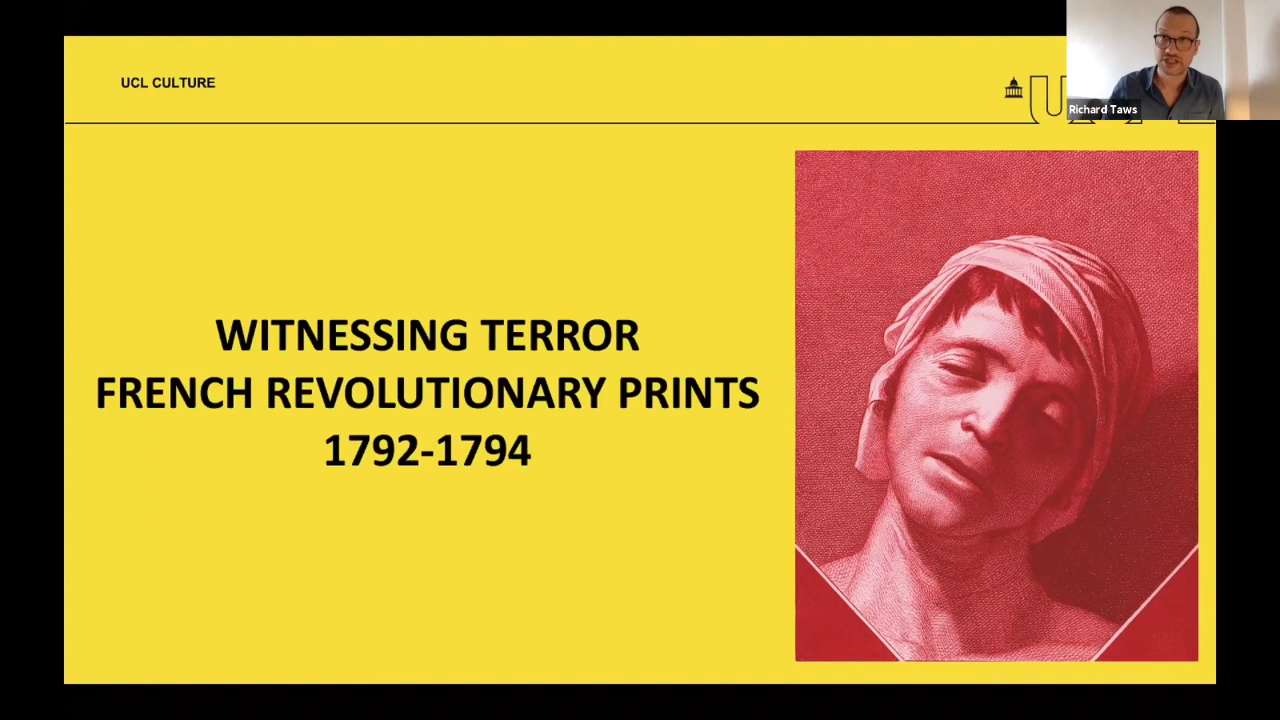 UCL CULTURE
Richard Taws
WITNESSING TERROR
FRENCH REVOLUTIONARY PRINTS
1792-1794